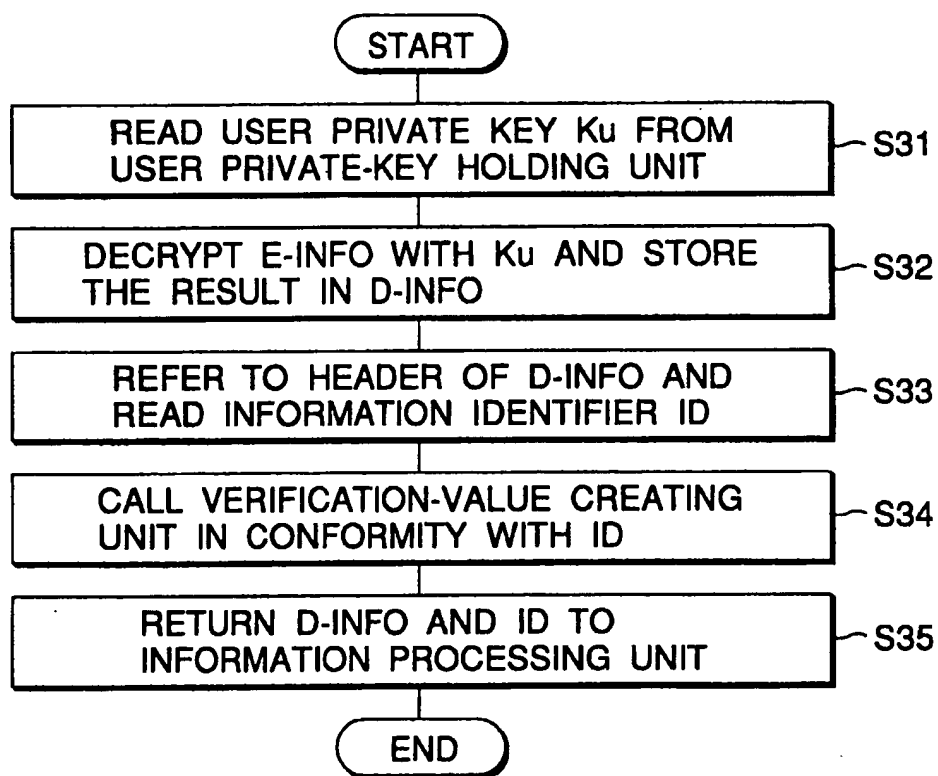 START
READ USER PRIVATE KEY Ku FROM
USER PRIVATE-KEY HOLDING UNIT
S31
DECRYPT E-INFO WITH Ku AND STORE
THE RESULT IN D-INFO
S32
REFER TO HEADER OF D-INFO AND
READ INFORMATION IDENTIFIER ID
S33
CALL VERIFICATION-VALUE CREATING
UNIT IN CONFORMITY WITH ID
S34
RETURN D-INFO AND ID TO
INFORMATION PROCESSING UNIT
S35
END